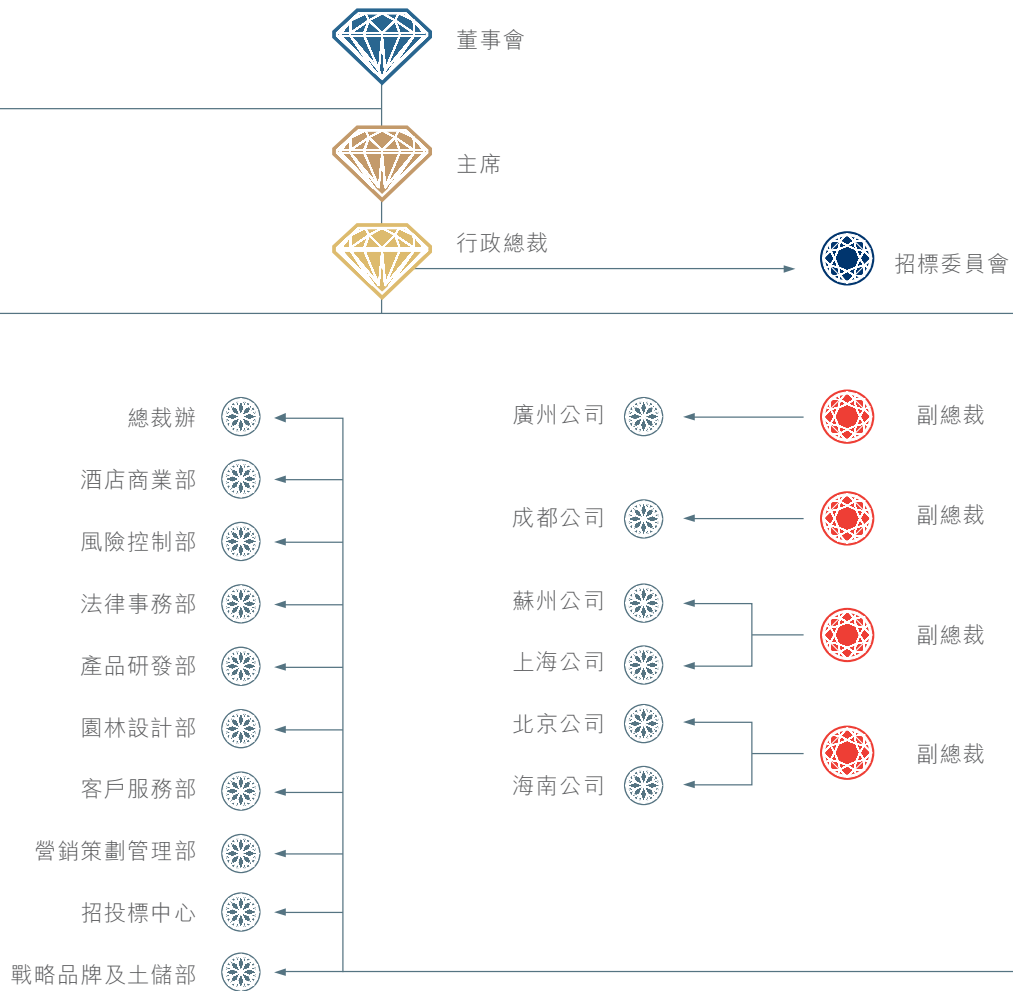 董事會
主席
行政總裁
招標委員會
總裁辦
酒店商業部
風險控制部
法律事務部
產品研發部
園林設計部
客戶服務部
營銷策劃管理部
招投標中心
戰略品牌及土儲部
廣州公司
副總裁
成都公司
副總裁
蘇州公司
上海公司
副總裁
北京公司
海南公司
副總裁